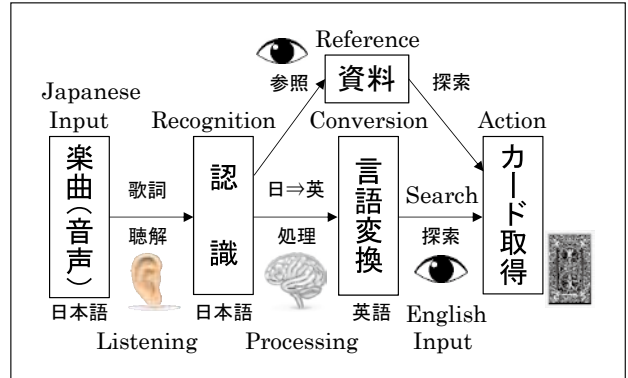 Reference
参照
資料
探索
Japanese
Input
Recognition
Conversion
Action
楽曲(音声)
歌詞
聴解
認識
日⇒英
処理
言語変換
Search
探索
カード取得
日本語
日本語
英語
English
Input
Listening
Processing